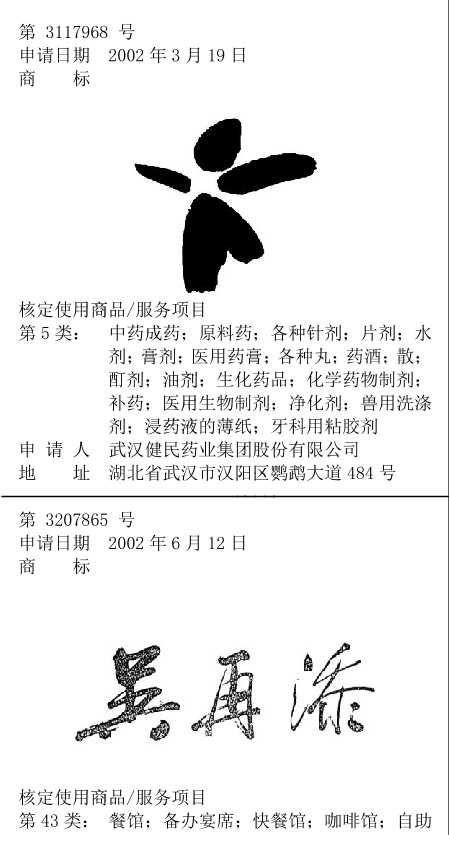 第 3117968 号
申请日期 2002 年 3 月 19 日
商 标
核定使用商品/服务项目
第 5 类: 中药成药; 原料药; 各种针剂; 片剂; 水
剂; 膏剂; 医用药膏; 各种丸; 药酒; 散;
酊剂; 油剂; 生化药品; 化学药物制剂;
补药; 医用生物制剂; 净化剂; 兽用洗涤
剂; 浸药液的薄纸; 牙科用粘胶剂
申 请 人 武汉健民药业集团股份有限公司
地 址 湖北省武汉市汉阳区鹦鹉大道 484 号
第 3207865 号
申请日期 2002 年 6 月 12 日
商 标
吴再添
核定使用商品/服务项目
第 43 类: 餐馆; 备办宴席; 快餐馆; 咖啡馆; 自助